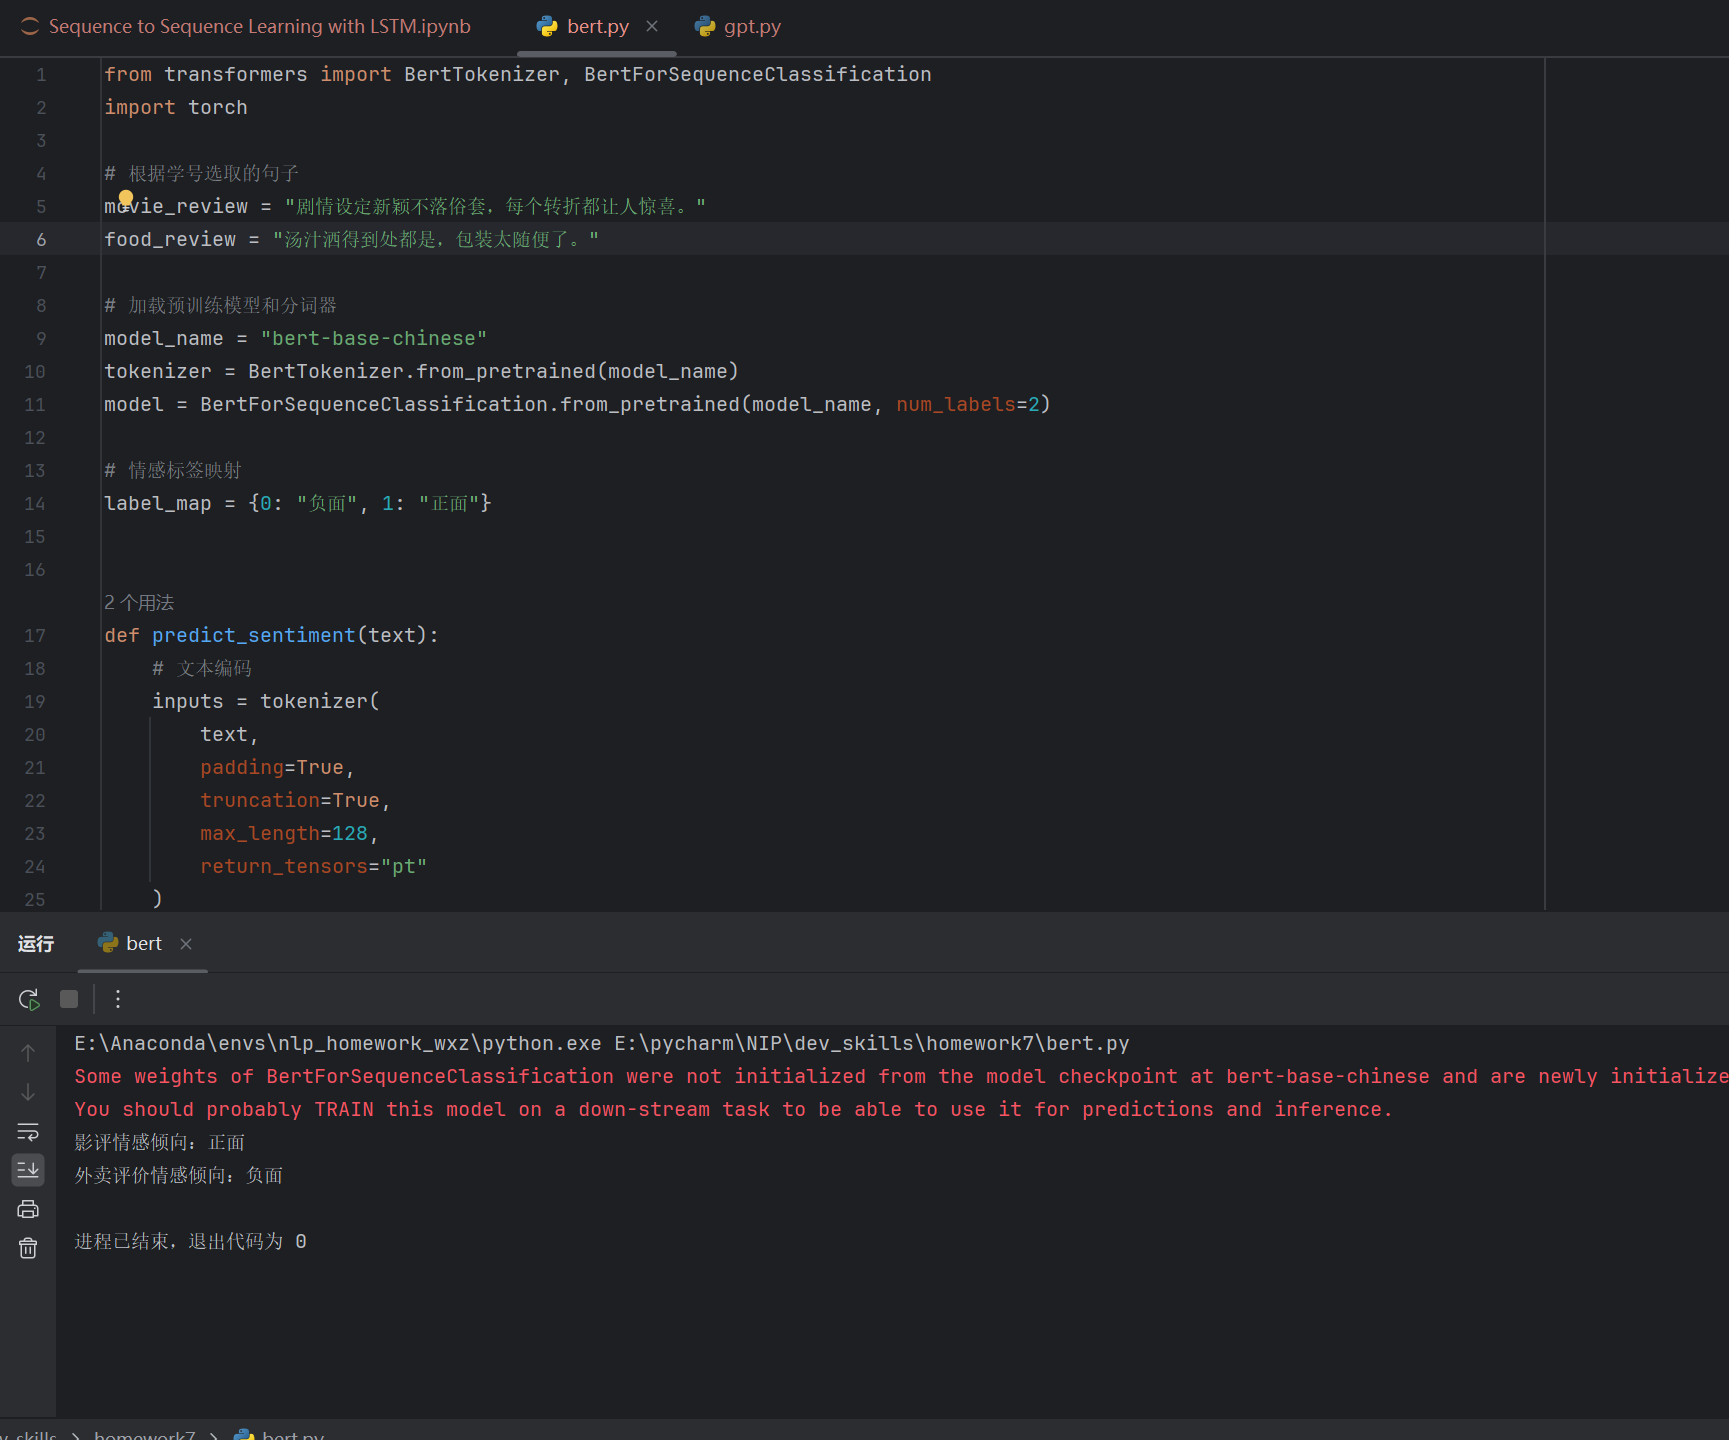 Sequence to Sequence Learning with LSTM.ipynb bert.py gpt.py
1 from transformers import BertTokenizer, BertForSequenceClassification
2 import torch
3
4 # 根据学号选取的句子
5 movie_review = "剧情设定新颖不落俗套，每个转折都让人惊喜。"
6 food_review = "汤汁洒得到处都是，包装太随便了。"
7
8 # 加载预训练模型和分词器
9 model_name = "bert-base-chinese"
10 tokenizer = BertTokenizer.from_pretrained(model_name)
11 model = BertForSequenceClassification.from_pretrained(model_name, num_labels=2)
12
13 # 情感标签映射
14 label_map = {0: "负面", 1: "正面"}
15
16
2 个用法
17 def predict_sentiment(text):
18 # 文本编码
19 inputs = tokenizer(
20 text,
21 padding=True,
22 truncation=True,
23 max_length=128,
24 return_tensors="pt"
25 )
运行 bert
E:\Anaconda\envs\nlp_homework_wxz\python.exe E:\pycharm\NIP\dev_skills\homework7\bert.py
Some weights of BertForSequenceClassification were not initialized from the model checkpoint at bert-base-chinese and are newly initialize
You should probably TRAIN this model on a down-stream task to be able to use it for predictions and inference.
影评情感倾向：正面
外卖评价情感倾向：负面
进程已结束，退出代码为 0
v_skills > homework7 > bert.py